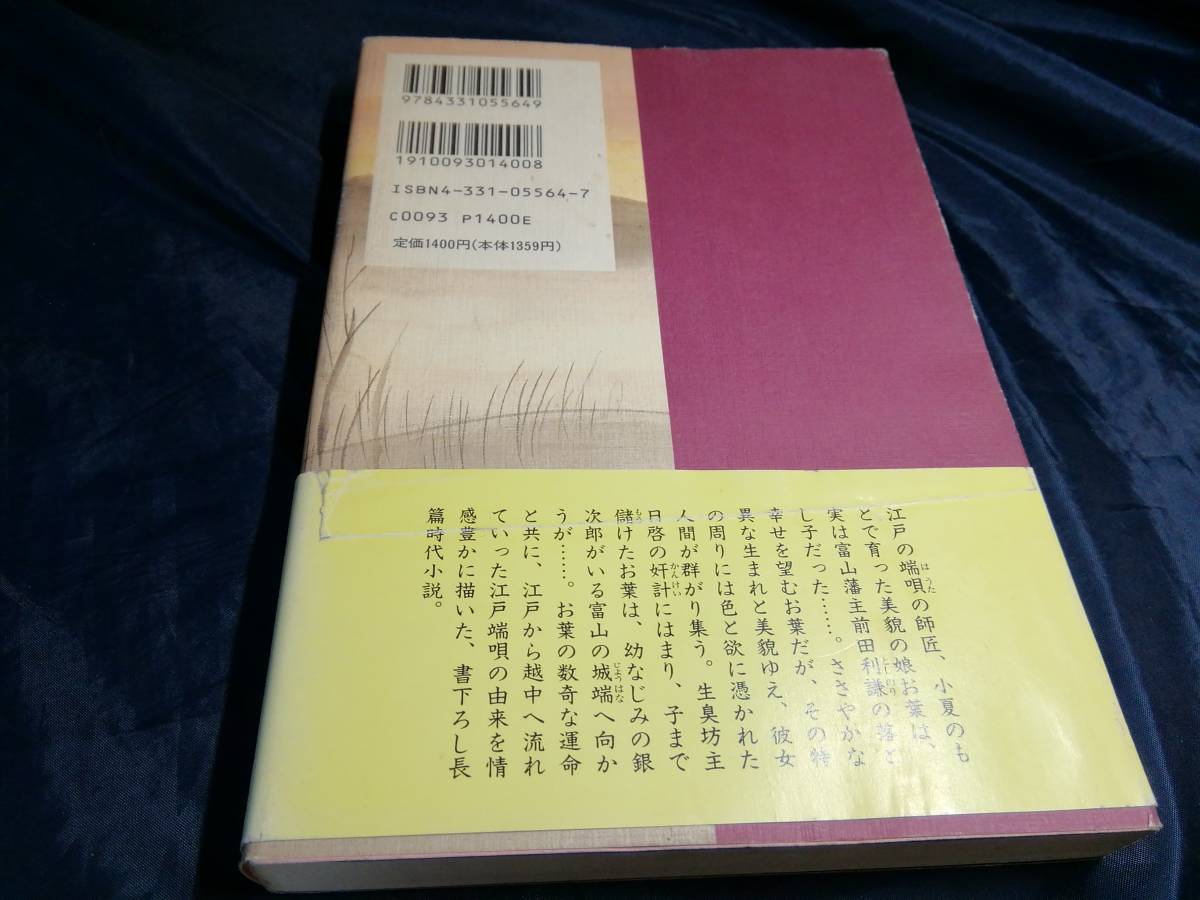 9784331055649
1910093014008
ISBN4-331-05564-7
C0093 P1400E
定価1400円(本体1359円)
江戸の端唄の師匠、小夏のも
とで育った美貌の娘お葉は、
実は富山藩主前田利謙の落と
し子だった……。ささやかな
幸せを望むお葉だが、その特
異な生まれと美貌ゆえ、彼女
の周りには色と欲に憑かれた
人間が群がり集う。生臭坊主
日啓の奸計にはまり、子まで
儲けたお葉は、幼なじみの銀
次郎がいる富山の城端へ向か
うが……。お葉の数奇な運命
と共に、江戸から越中へ流れ
ていった江戸端唄の由来を情
感豊かに描いた、書下ろし長
篇時代小説。